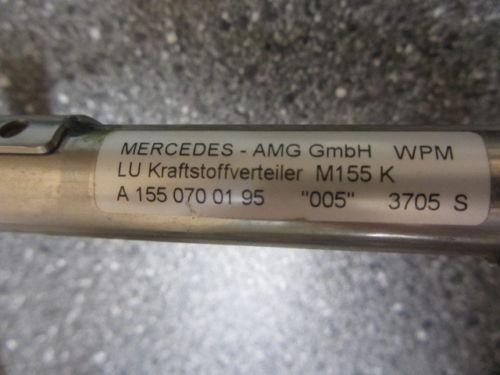 MERCEDES - AMG GmbH WPM
LU Kraftstoffverteiler M155 K
A 155 070 01 95 "005" 3705 S